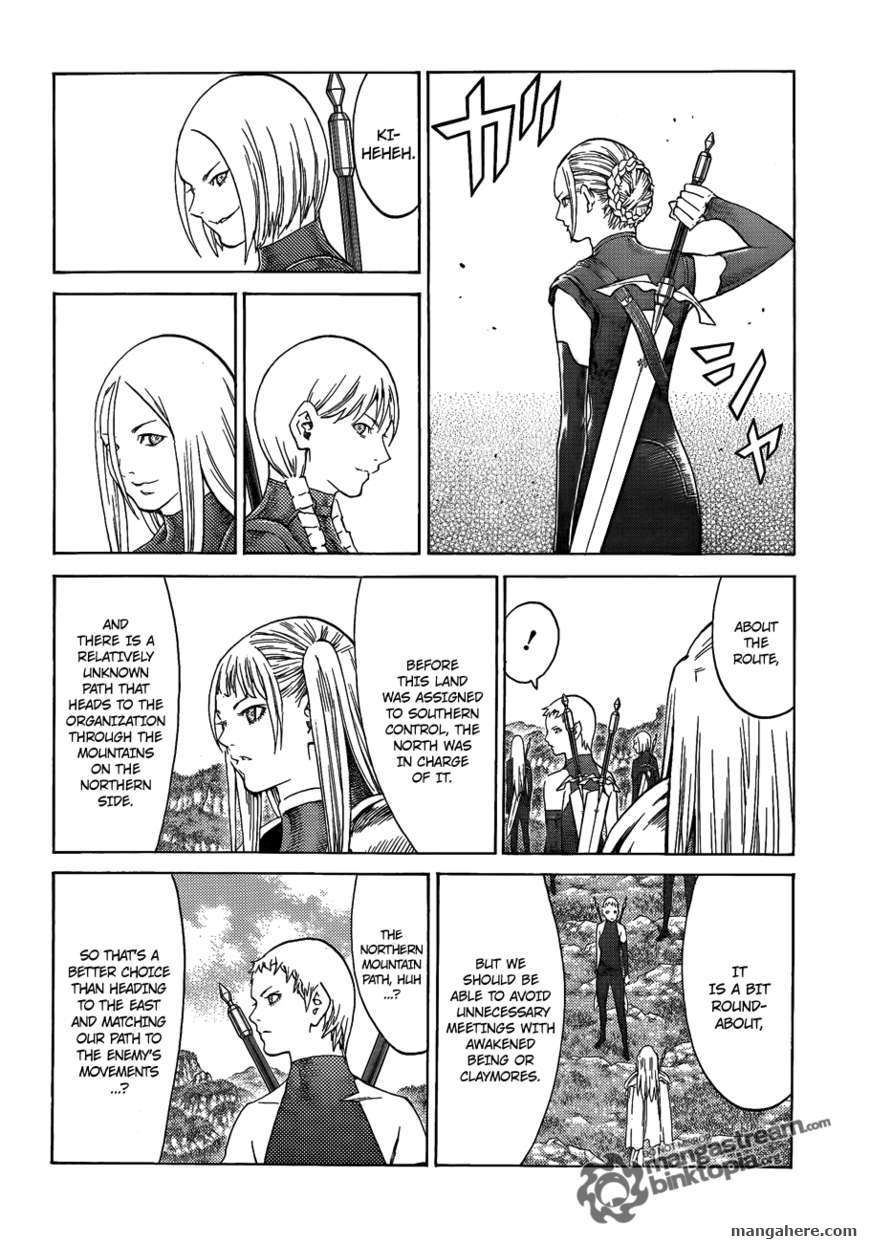 ガッ
シャ
KI-
HEHEH.
ABOUT
THE
ROUTE,
!
BEFORE
THIS LAND
WAS ASSIGNED
TO SOUTHERN
CONTROL, THE
NORTH WAS
IN CHARGE
OF IT.
AND
THERE IS A
RELATIVELY
UNKNOWN
PATH THAT
HEADS TO THE
ORGANIZATION
THROUGH THE
MOUNTAINS
ON THE
NORTHERN
SIDE.
IT
IS A BIT
ROUND-
ABOUT,
BUT WE
SHOULD BE
ABLE TO AVOID
UNNECESSARY
MEETINGS WITH
AWAKENED
BEING OR
CLAYMORES.
THE
NORTHERN
MOUNTAIN
PATH, HUH
...?
SO THAT'S A
BETTER CHOICE
THAN HEADING
TO THE EAST
AND MATCHING
OUR PATH TO
THE ENEMY'S
MOVEMENTS
...?
mangastream.com
binktopia.org
mangahere.com